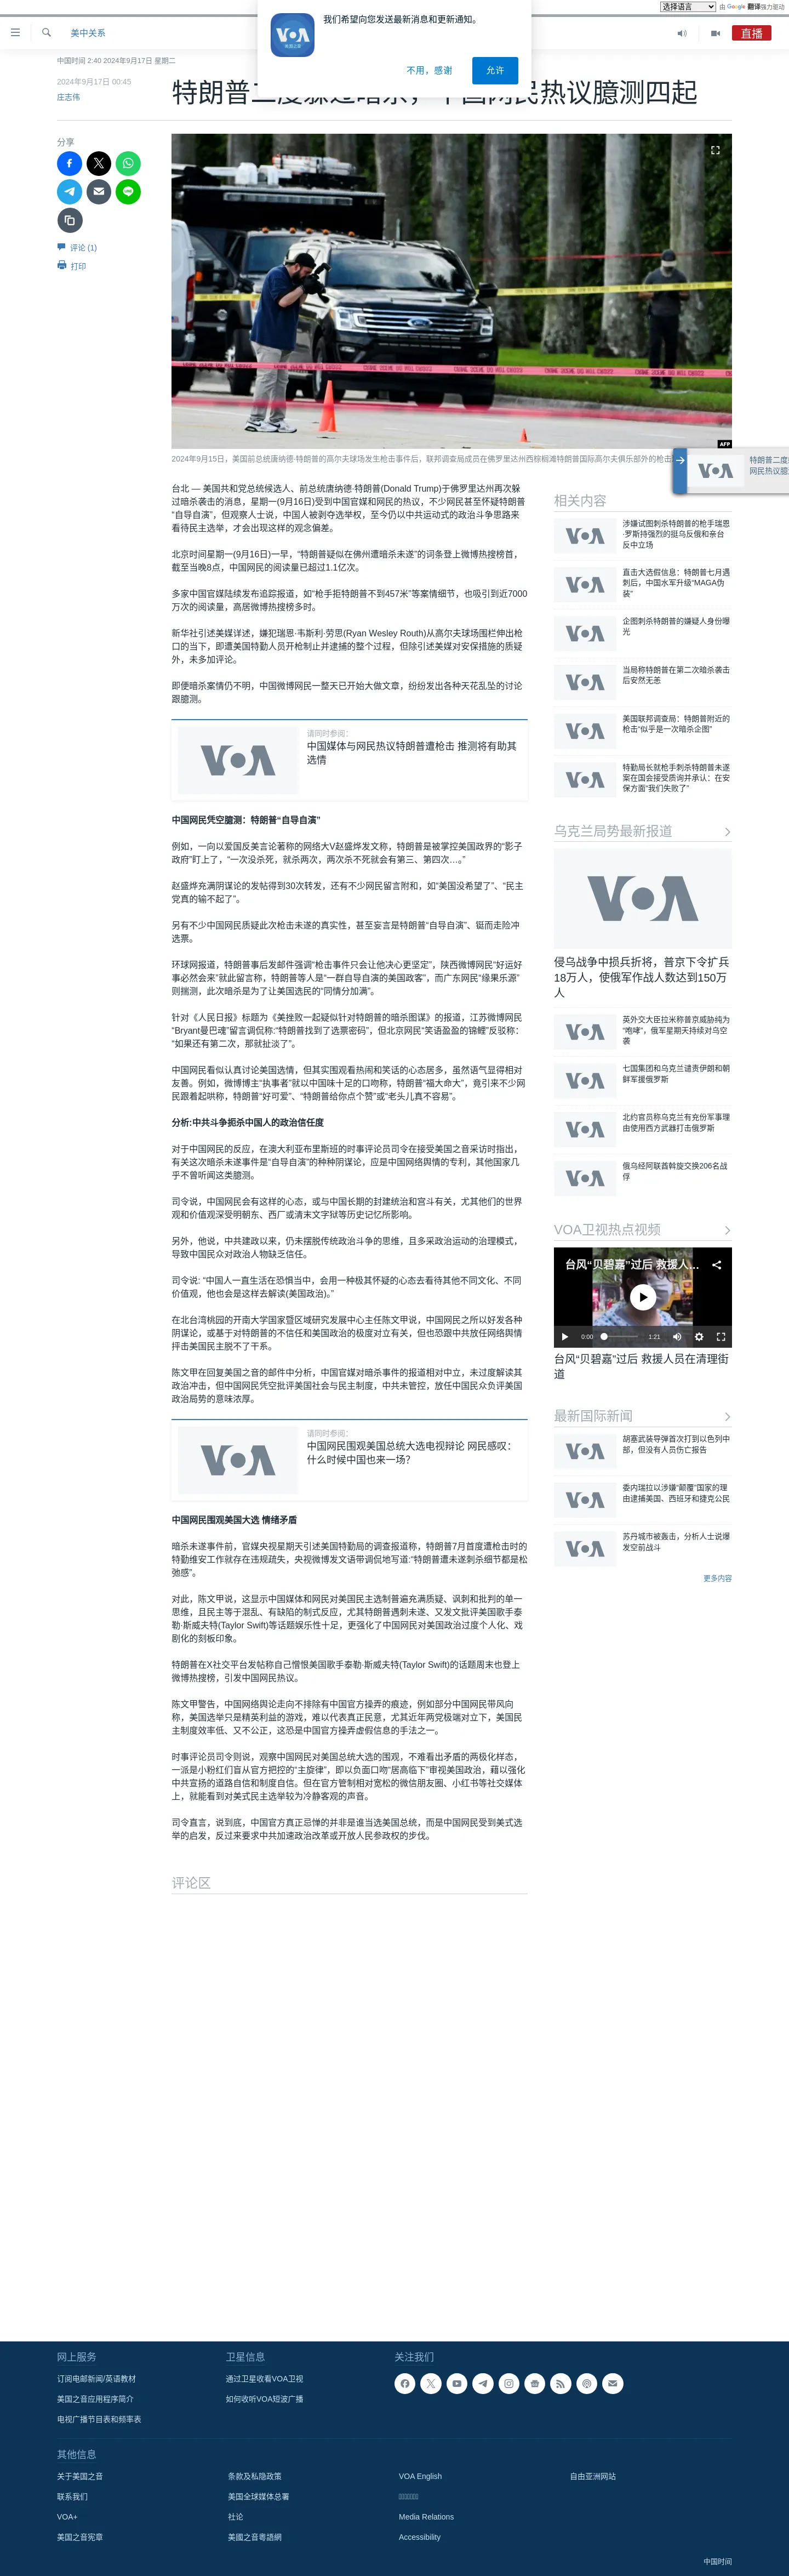 选择语言 由 Google 翻译强力驱动
我们希望向您发送最新消息和更新通知。
不用，感谢 允许
美中关系
直播
中国时间 2:40 2024年9月17日 星期二
2024年9月17日 00:45
庄志伟
分享
评论 (1)
打印
AFP
2024年9月15日，美国前总统唐纳德·特朗普的高尔夫球场发生枪击事件后，联邦调查局成员在佛罗里达州西棕榈滩特朗普国际高尔夫俱乐部外的枪击
特朗普二度
台北 — 美国共和党总统候选人、前总统唐纳德·特朗普(Donald Trump)于佛罗里达州再次躲
过暗杀袭击的消息，星期一(9月16日)受到中国官媒和网民的热议，不少网民甚至怀疑特朗普
“自导自演”，但观察人士说，中国人被剥夺选举权，至今仍以中共运动式的政治斗争思路来
看待民主选举，才会出现这样的观念偏差。
北京时间星期一(9月16日)一早，“特朗普疑似在佛州遭暗杀未遂”的词条登上微博热搜榜首，
截至当晚8点，中国网民的阅读量已超过1.1亿次。
多家中国官媒陆续发布追踪报道，如“枪手拒特朗普不到457米”等案情细节，也吸引到近7000
万次的阅读量，高居微博热搜榜多时。
新华社引述美媒详述，嫌犯瑞恩·韦斯利·劳思(Ryan Wesley Routh)从高尔夫球场围栏伸出枪
口的当下，即遭美国特勤人员开枪制止并逮捕的整个过程，但除引述美媒对安保措施的质疑
外，未多加评论。
即便暗杀案情仍不明，中国微博网民一整天已开始大做文章，纷纷发出各种天花乱坠的讨论
跟臆测。
请同时参阅：
中国媒体与网民热议特朗普遭枪击 推测将有助其
选情
中国网民凭空臆测：特朗普“自导自演”
例如，一向以爱国反美言论著称的网络大V赵盛烨发文称，特朗普是被掌控美国政界的“影子
政府”盯上了，“一次没杀死，就杀两次，两次杀不死就会有第三、第四次…。”
赵盛烨充满阴谋论的发帖得到30次转发，还有不少网民留言附和，如“美国没希望了”、“民主
党真的输不起了”。
另有不少中国网民质疑此次枪击未遂的真实性，甚至妄言是特朗普“自导自演”、铤而走险冲
选票。
环球网报道，特朗普事后发邮件强调“枪击事件只会让他决心更坚定”，陕西微博网民“好运好
事必然会来”就此留言称，特朗普等人是“一群自导自演的美国政客”，而广东网民“缘果乐源”
则揣测，此次暗杀是为了让美国选民的“同情分加满”。
针对《人民日报》标题为《美挫败一起疑似针对特朗普的暗杀图谋》的报道，江苏微博网民
“Bryant曼巴魂”留言调侃称:“特朗普找到了选票密码”，但北京网民“笑语盈盈的锦鲤”反驳称：
“如果还有第二次，那就扯淡了”。
中国网民看似认真讨论美国选情，但其实围观看热闹和笑话的心态居多，虽然语气显得相对
友善。例如，微博博主“执事者”就以中国味十足的口吻称，特朗普“福大命大”，竟引来不少网
民跟着起哄称，特朗普“好可爱”、“特朗普给你点个赞”或“老头儿真不容易”。
分析:中共斗争扼杀中国人的政治信任度
对于中国网民的反应，在澳大利亚布里斯班的时事评论员司令在接受美国之音采访时指出，
有关这次暗杀未遂事件是“自导自演”的种种阴谋论，应是中国网络舆情的专利，其他国家几
乎不曾听闻这类臆测。
司令说，中国网民会有这样的心态，或与中国长期的封建统治和宫斗有关，尤其他们的世界
观和价值观深受明朝东、西厂或清末文字狱等历史记忆所影响。
另外，他说，中共建政以来，仍未摆脱传统政治斗争的思维，且多采政治运动的治理模式，
导致中国民众对政治人物缺乏信任。
司令说: “中国人一直生活在恐惧当中，会用一种极其怀疑的心态去看待其他不同文化、不同
价值观，他也会是这样去解读(美国政治)。”
在北台湾桃园的开南大学国家暨区域研究发展中心主任陈文甲说，中国网民之所以好发各种
阴谋论，或基于对特朗普的不信任和美国政治的极度对立有关，但也恐跟中共放任网络舆情
抨击美国民主脱不了干系。
陈文甲在回复美国之音的邮件中分析，中国官媒对暗杀事件的报道相对中立，未过度解读其
政治冲击，但中国网民凭空批评美国社会与民主制度，中共未管控，放任中国民众负评美国
政治局势的意味浓厚。
请同时参阅：
中国网民围观美国总统大选电视辩论 网民感叹：
什么时候中国也来一场？
中国网民围观美国大选 情绪矛盾
暗杀未遂事件前，官媒央视星期天引述美国特勤局的调查报道称，特朗普7月首度遭枪击时的
特勤维安工作就存在违规疏失，央视微博发文语带调侃地写道:“特朗普遭未遂刺杀细节都是松
弛感”。
对此，陈文甲说，这显示中国媒体和网民对美国民主选制普遍充满质疑、讽刺和批判的单一
思维，且民主等于混乱、有缺陷的制式反应，尤其特朗普遇刺未遂、又发文批评美国歌手泰
勒·斯威夫特(Taylor Swift)等话题娱乐性十足，更强化了中国网民对美国政治过度个人化、戏
剧化的刻板印象。
特朗普在X社交平台发帖称自己憎恨美国歌手泰勒·斯威夫特(Taylor Swift)的话题周末也登上
微博热搜榜，引发中国网民热议。
陈文甲警告，中国网络舆论走向不排除有中国官方操弄的痕迹，例如部分中国网民带风向
称，美国选举只是精英利益的游戏，难以代表真正民意，尤其近年两党极端对立下，美国民
主制度效率低、又不公正，这恐是中国官方操弄虚假信息的手法之一。
时事评论员司令则说，观察中国网民对美国总统大选的围观，不难看出矛盾的两极化样态，
一派是小粉红们盲从官方把控的“主旋律”，即以负面口吻“居高临下”审视美国政治，藉以强化
中共宣扬的道路自信和制度自信。但在官方管制相对宽松的微信朋友圈、小红书等社交媒体
上，就能看到对美式民主选举较为冷静客观的声音。
司令直言，说到底，中国官方真正忌惮的并非是谁当选美国总统，而是中国网民受到美式选
举的启发，反过来要求中共加速政治改革或开放人民参政权的步伐。
评论区
相关内容
涉嫌试图刺杀特朗普的枪手瑞恩
·罗斯持强烈的挺乌反俄和亲台
反中立场
直击大选假信息：特朗普七月遇
刺后，中国水军升级“MAGA伪
装”
企图刺杀特朗普的嫌疑人身份曝
光
当局称特朗普在第二次暗杀袭击
后安然无恙
美国联邦调查局：特朗普附近的
枪击“似乎是一次暗杀企图”
特勤局长就枪手刺杀特朗普未遂
案在国会接受质询并承认：在安
保方面“我们失败了”
乌克兰局势最新报道
侵乌战争中损兵折将，普京下令扩兵
18万人，使俄军作战人数达到150万
人
英外交大臣拉米称普京威胁纯为
“咆哮”，俄军星期天持续对乌空
袭
七国集团和乌克兰谴责伊朗和朝
鲜军援俄罗斯
北约官员称乌克兰有充份军事理
由使用西方武器打击俄罗斯
俄乌经阿联酋斡旋交换206名战
俘
VOA卫视热点视频
台风“贝碧嘉”过后 救援人...
0:00 1:21
台风“贝碧嘉”过后 救援人员在清理街
道
最新国际新闻
胡塞武装导弹首次打到以色列中
部，但没有人员伤亡报告
委内瑞拉以涉嫌“颠覆”国家的理
由逮捕美国、西班牙和捷克公民
苏丹城市被轰击，分析人士说爆
发空前战斗
更多内容
网上服务
订阅电邮新闻/英语教材
美国之音应用程序简介
电视广播节目表和频率表
卫星信息
通过卫星收看VOA卫视
如何收听VOA短波广播
关注我们
其他信息
关于美国之音
联系我们
VOA+
美国之音宪章
条款及私隐政策
美国全球媒体总署
社论
美國之音粵語網
VOA English
Media Relations
Accessibility
自由亚洲网站
中国时间